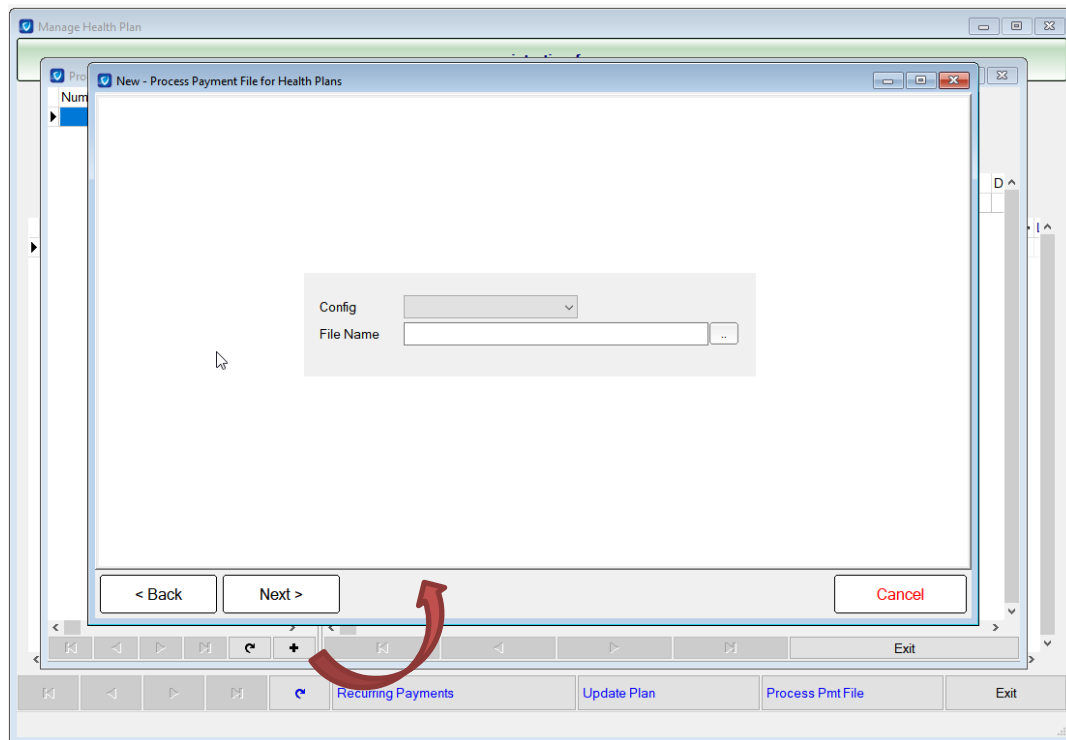 Manage Health Plan
Pro
New - Process Payment File for Health Plans
Num
D
Config
File Name
..
< Back
Next >
Cancel
+
Exit
Recurring Payments
Update Plan
Process Pmt File
Exit